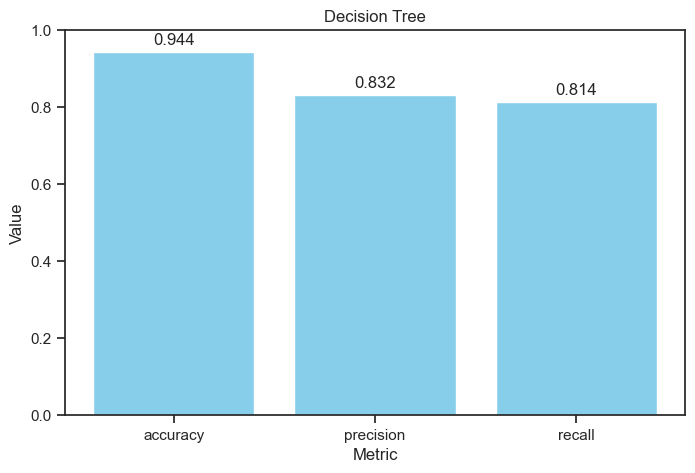 Decision Tree
1.0
0.8
0.6
0.4
0.2
0.0
Value
0.944
0.832
0.814
accuracy
precision
recall
Metric